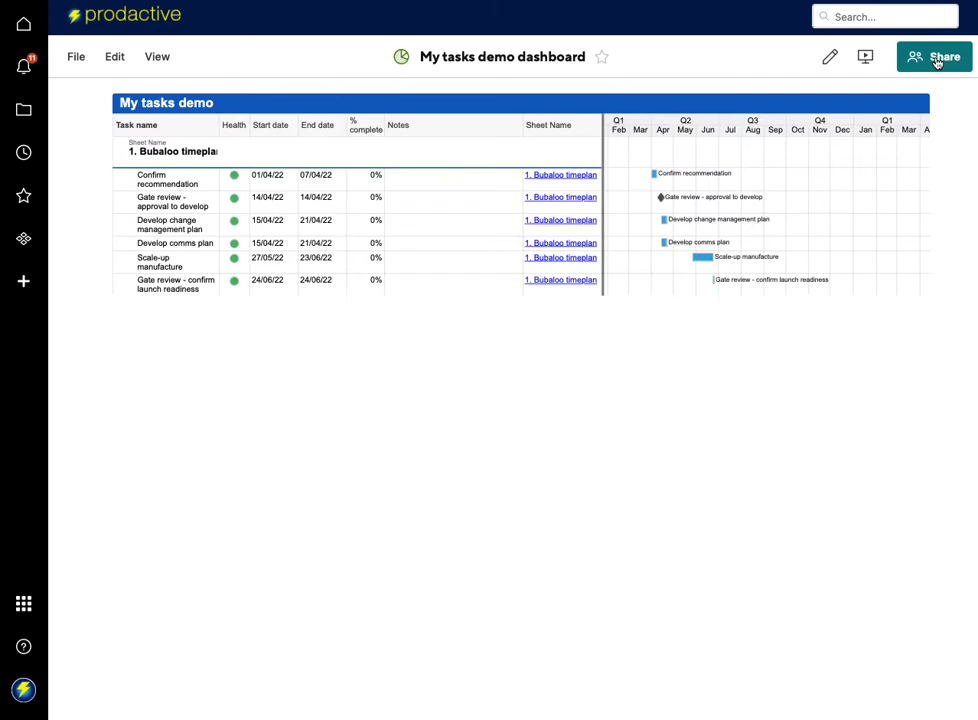 prodactive
Search...
11
File Edit View
My tasks demo dashboard
Share
My tasks demo
Task name Health Start date End date % complete Notes Sheet Name
Q1 Q2 Q3 Q4 Q1
Feb Mar Apr May Jun Jul Aug Sep Oct Nov Dec Jan Feb Mar A
Sheet Name
1. Bubaloo timepla
Confirm recommendation 01/04/22 07/04/22 0% 1. Bubaloo timeplan Confirm recommendation
Gate review - approval to develop 14/04/22 14/04/22 0% 1. Bubaloo timeplan Gate review - approval to develop
Develop change management plan 15/04/22 21/04/22 0% 1. Bubaloo timeplan Develop change management plan
Develop comms plan 15/04/22 21/04/22 0% 1. Bubaloo timeplan Develop comms plan
Scale-up manufacture 27/05/22 23/06/22 0% 1. Bubaloo timeplan Scale-up manufacture
Gate review - confirm launch readiness 24/06/22 24/06/22 0% 1. Bubaloo timeplan Gate review - confirm launch readiness